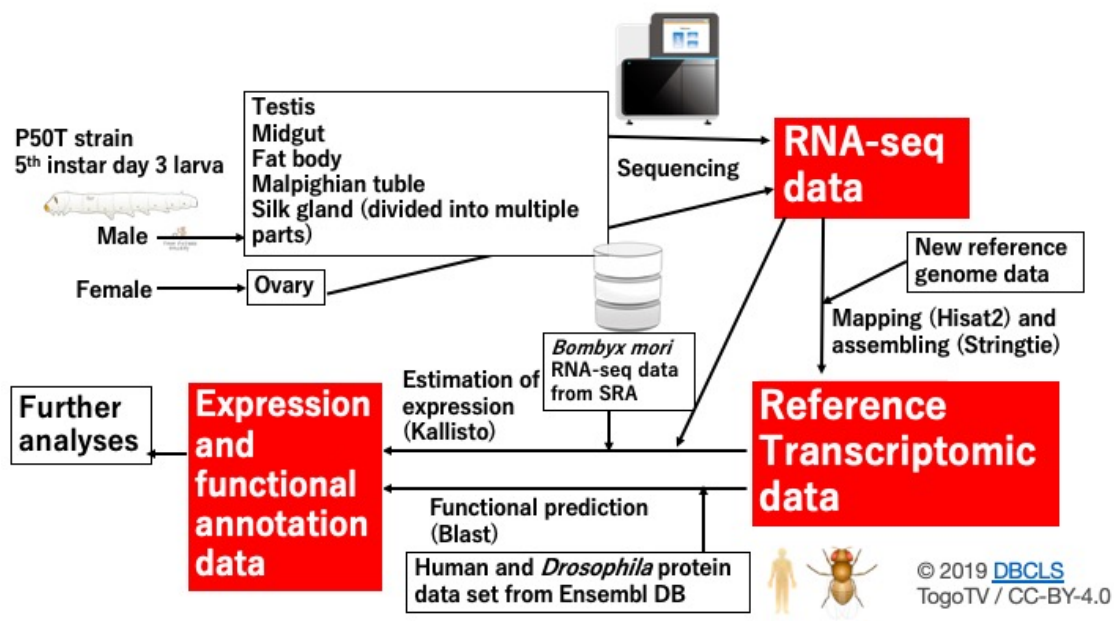 P50T strain
5th instar day 3 larva
Male
Female
Testis
Midgut
Fat body
Malpighian tuble
Silk gland (divided into multiple
parts)
Ovary
Sequencing
RNA-seq
data
New reference
genome data
Mapping (Hisat2) and
assembling (Stringtie)
Bombyx mori
RNA-seq data
from SRA
Estimation of
expression
(Kallisto)
Reference
Transcriptomic
data
Expression
and
functional
annotation
data
Further
analyses
Functional prediction
(Blast)
Human and Drosophila protein
data set from Ensembl DB
© 2019 DBCLS
TogoTV / CC-BY-4.0